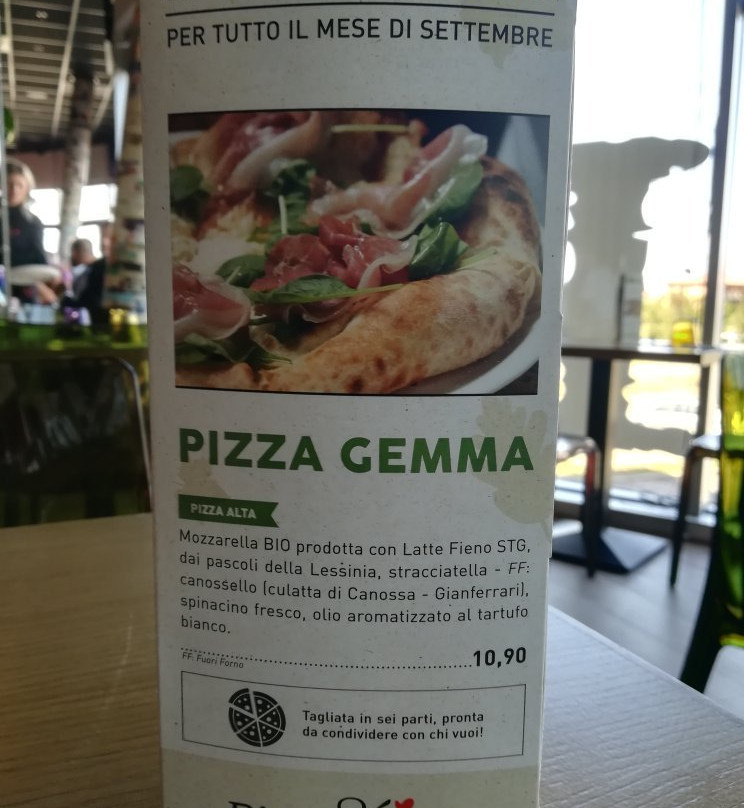 PER TUTTO IL MESE DI SETTEMBRE
PIZZA GEMMA
PIZZA ALTA
Mozzarella BIO prodotta con Latte Fieno STG,
dai pascoli della Lessinia, stracciatella - FF:
canossello (culatta di Canossa - Gianferrari),
spinacino fresco, olio aromatizzato al tartufo
bianco.
..........................................................10,90
FF: Fuori Forno
Tagliata in sei parti, pronta
da condividere con chi vuoi!